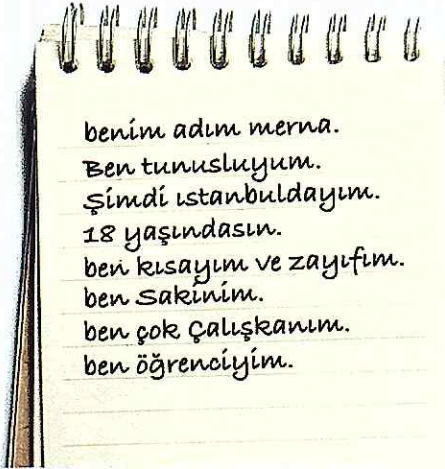 benim adım merna.
Ben tunusluyum.
Şimdi ıstanbuldayım.
18 yaşındasın.
ben kısayım ve zayıfım.
ben Sakinim.
ben çok Çalışkanım.
ben öğrenciyim.